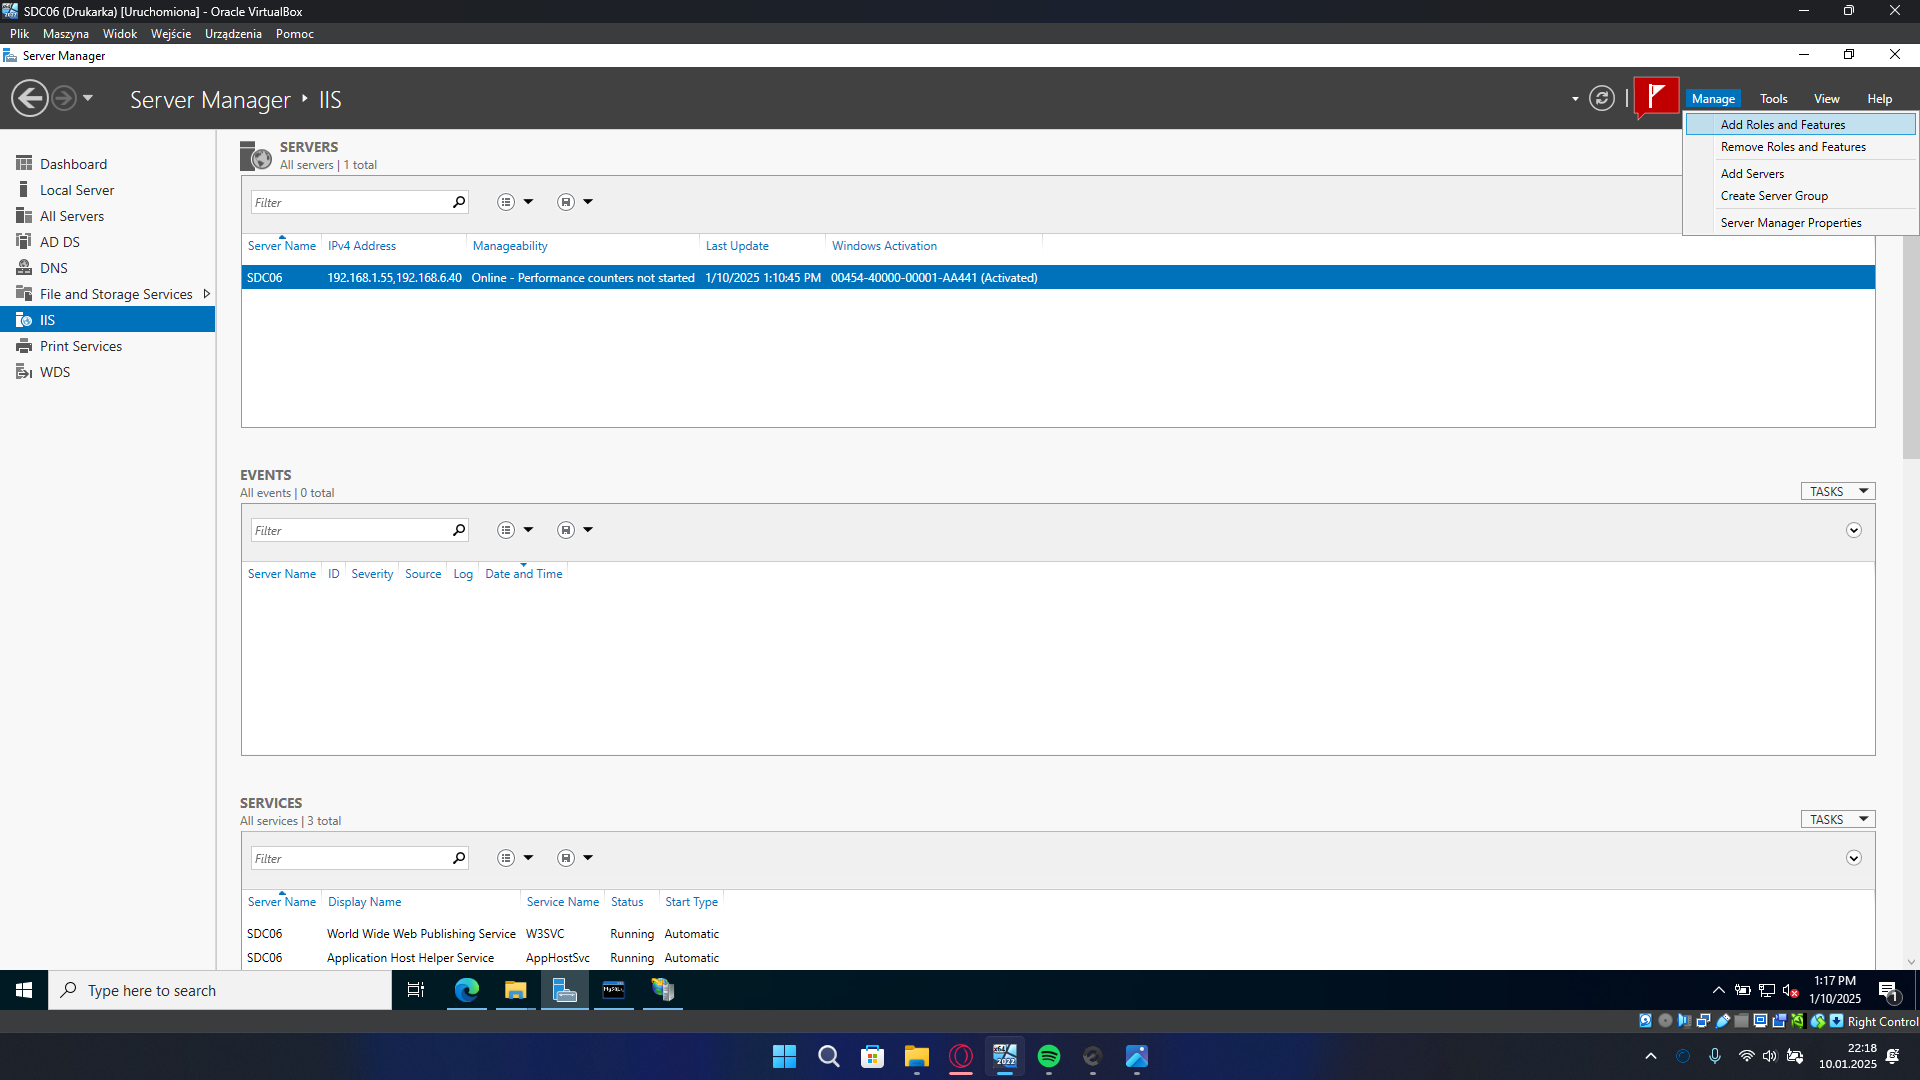 SDC06 (Drukarka) [Uruchomiona] - Oracle VirtualBox
Plik Maszyna Widok Wejście Urządzenia Pomoc
Server Manager
Server Manager IIS
Manage Tools View Help
Add Roles and Features
Remove Roles and Features
Add Servers
Create Server Group
Server Manager Properties
Dashboard
Local Server
All Servers
AD DS
DNS
File and Storage Services
IIS
Print Services
WDS
SERVERS
All servers | 1 total
Filter
Server Name IPv4 Address Manageability Last Update Windows Activation
SDC06 192.168.1.55,192.168.6.40 Online - Performance counters not started 1/10/2025 1:10:45 PM 00454-40000-00001-AA441 (Activated)
EVENTS
All events | 0 total
TASKS
Filter
Server Name ID Severity Source Log Date and Time
SERVICES
All services | 3 total
TASKS
Filter
Server Name Display Name Service Name Status Start Type
SDC06 World Wide Web Publishing Service W3SVC Running Automatic
SDC06 Application Host Helper Service AppHostSvc Running Automatic
Type here to search
MySQL
1:17 PM
1/10/2025
1
Right Control
x64
2022
22:18
10.01.2025